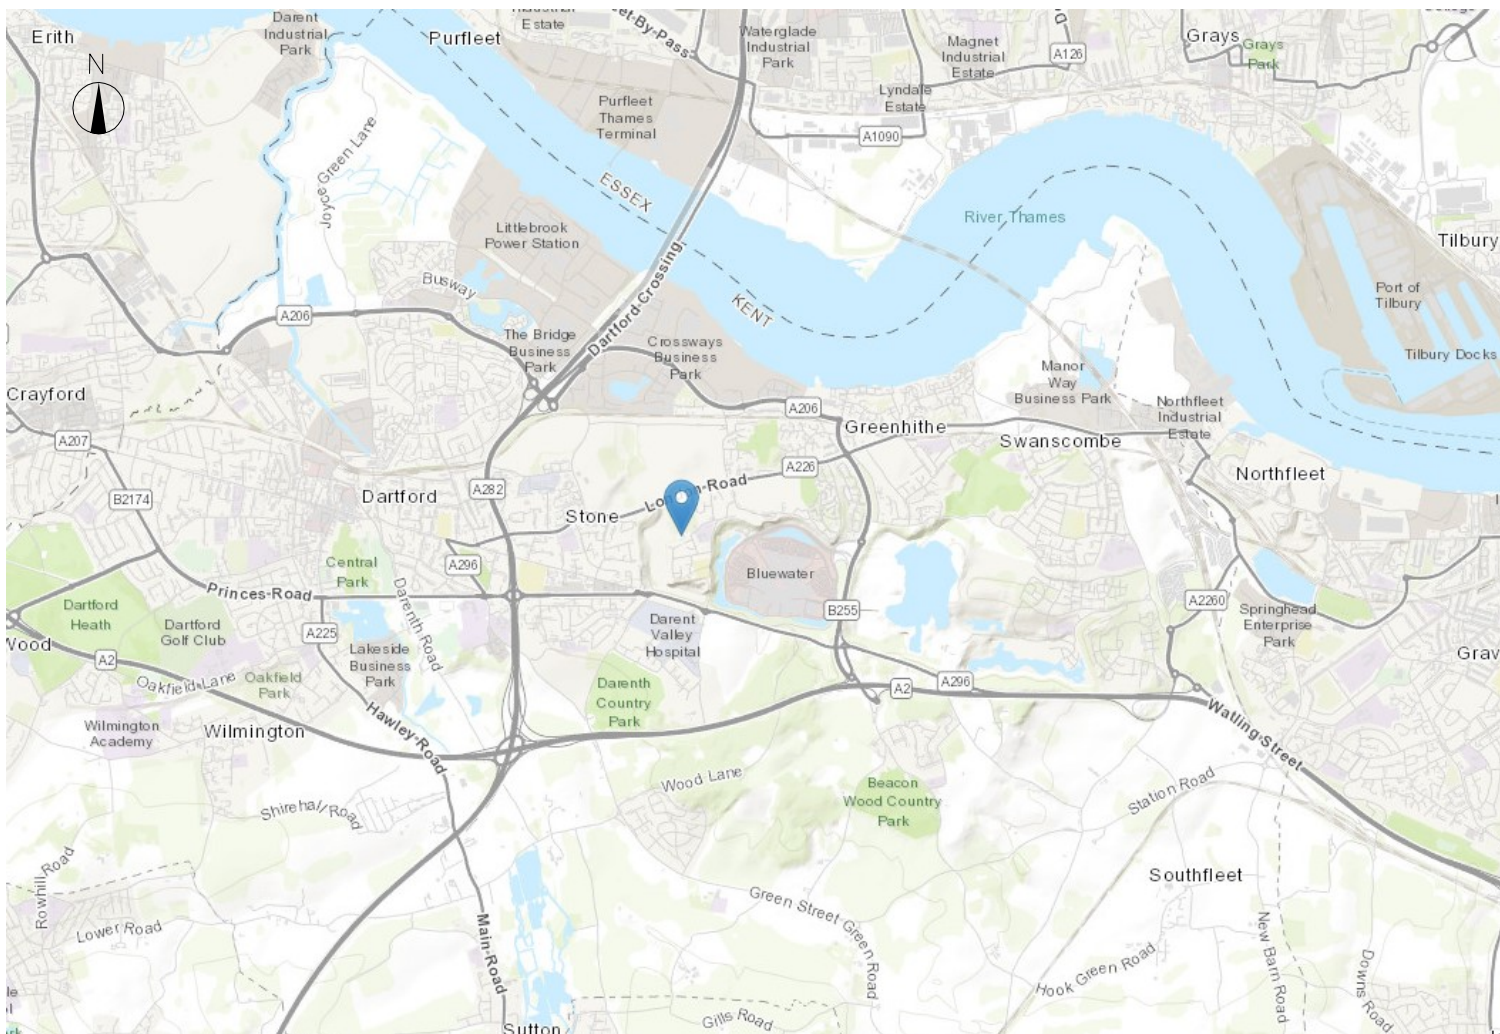 Erith
N
Darent
Industrial
Park
Purfleet
Estate
Waterglade
Industrial
Park
Magnet
Industrial
Estate
A126
Grays
Grays
Park
Lyndale
Estate
A1090
Purfleet
Thames
Terminal
Joyce Green Lane
ESSEX
River Thames
Tilbury
Littlebrook
Power Station
Busway
Dartford-Crossing
KENT
Port of
Tilbury
Tilbury Docks
A206
The Bridge
Business
Park
Crossways
Business
Park
Manor
Way
Business Park
Northfleet
Industrial
Estate
Crayford
A207
A206
Greenhithe
Swanscombe
Northfleet
A226
B2174
Dartford
A282
Stone
A296
Central
Park
Bluewater
Princes-Road
Darenth Road
B255
A2260
Springhead
Enterprise
Park
Dartford
Heath
Dartford
Golf Club
A225
Lakeside
Business
Park
Darent
Valley
Hospital
Wood
A2
Oakfield Lane
Oakfield
Park
Darenth
Country
Park
A2
A296
Grav
Wilmington
Academy
Wilmington
Hawley-Road
Watling-Street
Wood Lane
Beacon
Wood Country
Park
Station Road
Shirehall Road
Southfleet
Rowhill Road
Lower Road
Main-Road
Green Street Green Road
Hook Green Road
New Barn Road
Downs Road
Sutton
Gills Road